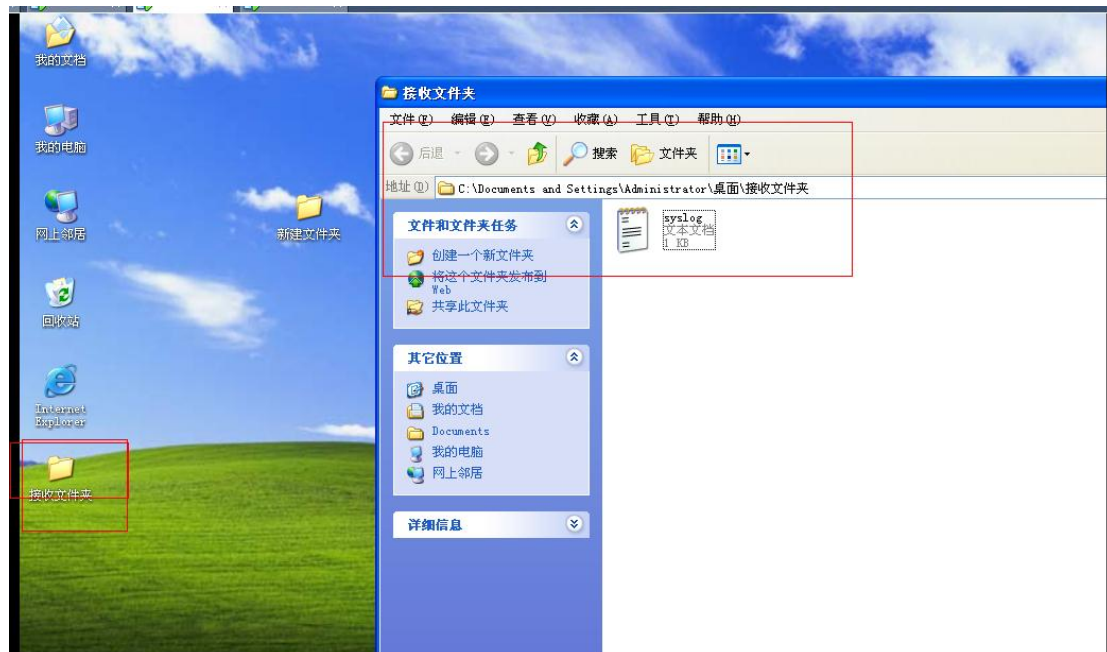 我的文档
我的电脑
网上邻居
新建文件夹
回收站
Internet
Explorer
接收文件夹
接收文件夹
文件(F) 编辑(E) 查看(V) 收藏(A) 工具(T) 帮助(H)
后退 搜索 文件夹
地址(D) C:\Documents and Settings\Administrator\桌面\接收文件夹
文件和文件夹任务
创建一个新文件夹
将这个文件夹发布到
Web
共享此文件夹
其它位置
桌面
我的文档
Documents
我的电脑
网上邻居
详细信息
syslog
文本文档
1 KB